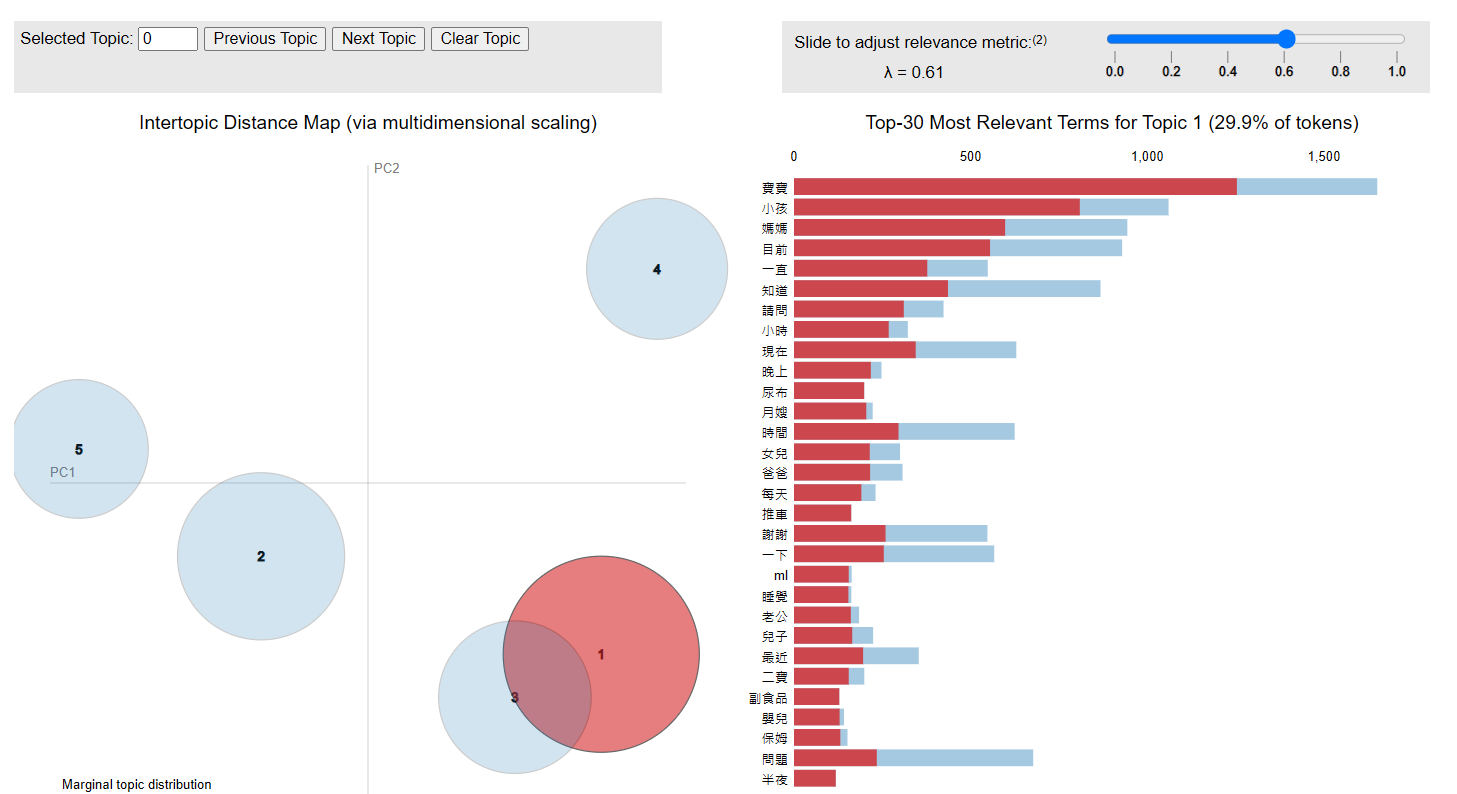 Selected Topic: 0 Previous Topic Next Topic Clear Topic
Slide to adjust relevance metric:(2)
λ = 0.61
0.0 0.2 0.4 0.6 0.8 1.0
Intertopic Distance Map (via multidimensional scaling)
PC2
4
5
PC1
2
1
3
Marginal topic distribution
Top-30 Most Relevant Terms for Topic 1 (29.9% of tokens)
0 500 1,000 1,500
寶寶
小孩
媽媽
目前
一直
知道
請問
小時
現在
晚上
尿布
月嫂
時間
女兒
爸爸
每天
推車
謝謝
一下
ml
睡覺
老公
兒子
最近
二寶
副食品
嬰兒
保姆
問題
半夜